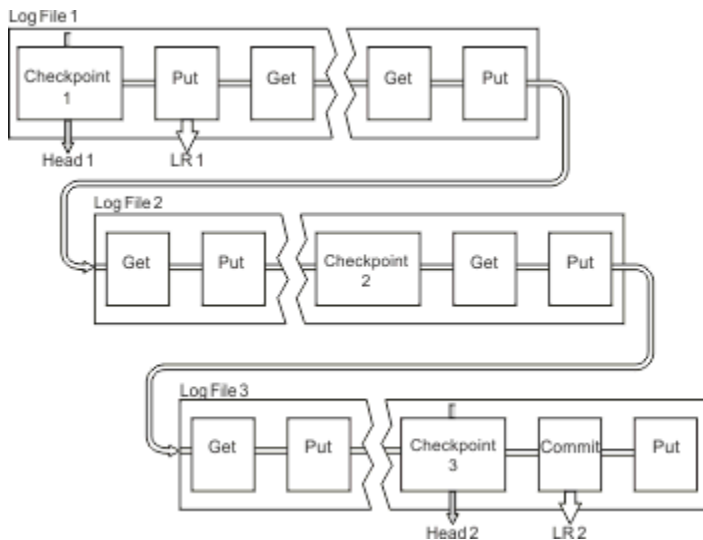 Log File 1
Checkpoint
1
Put
Get
Get
Put
Head 1
LR 1
Log File 2
Get
Put
Checkpoint
2
Get
Put
Log File 3
Get
Put
Checkpoint
3
Commit
Put
Head 2
LR 2